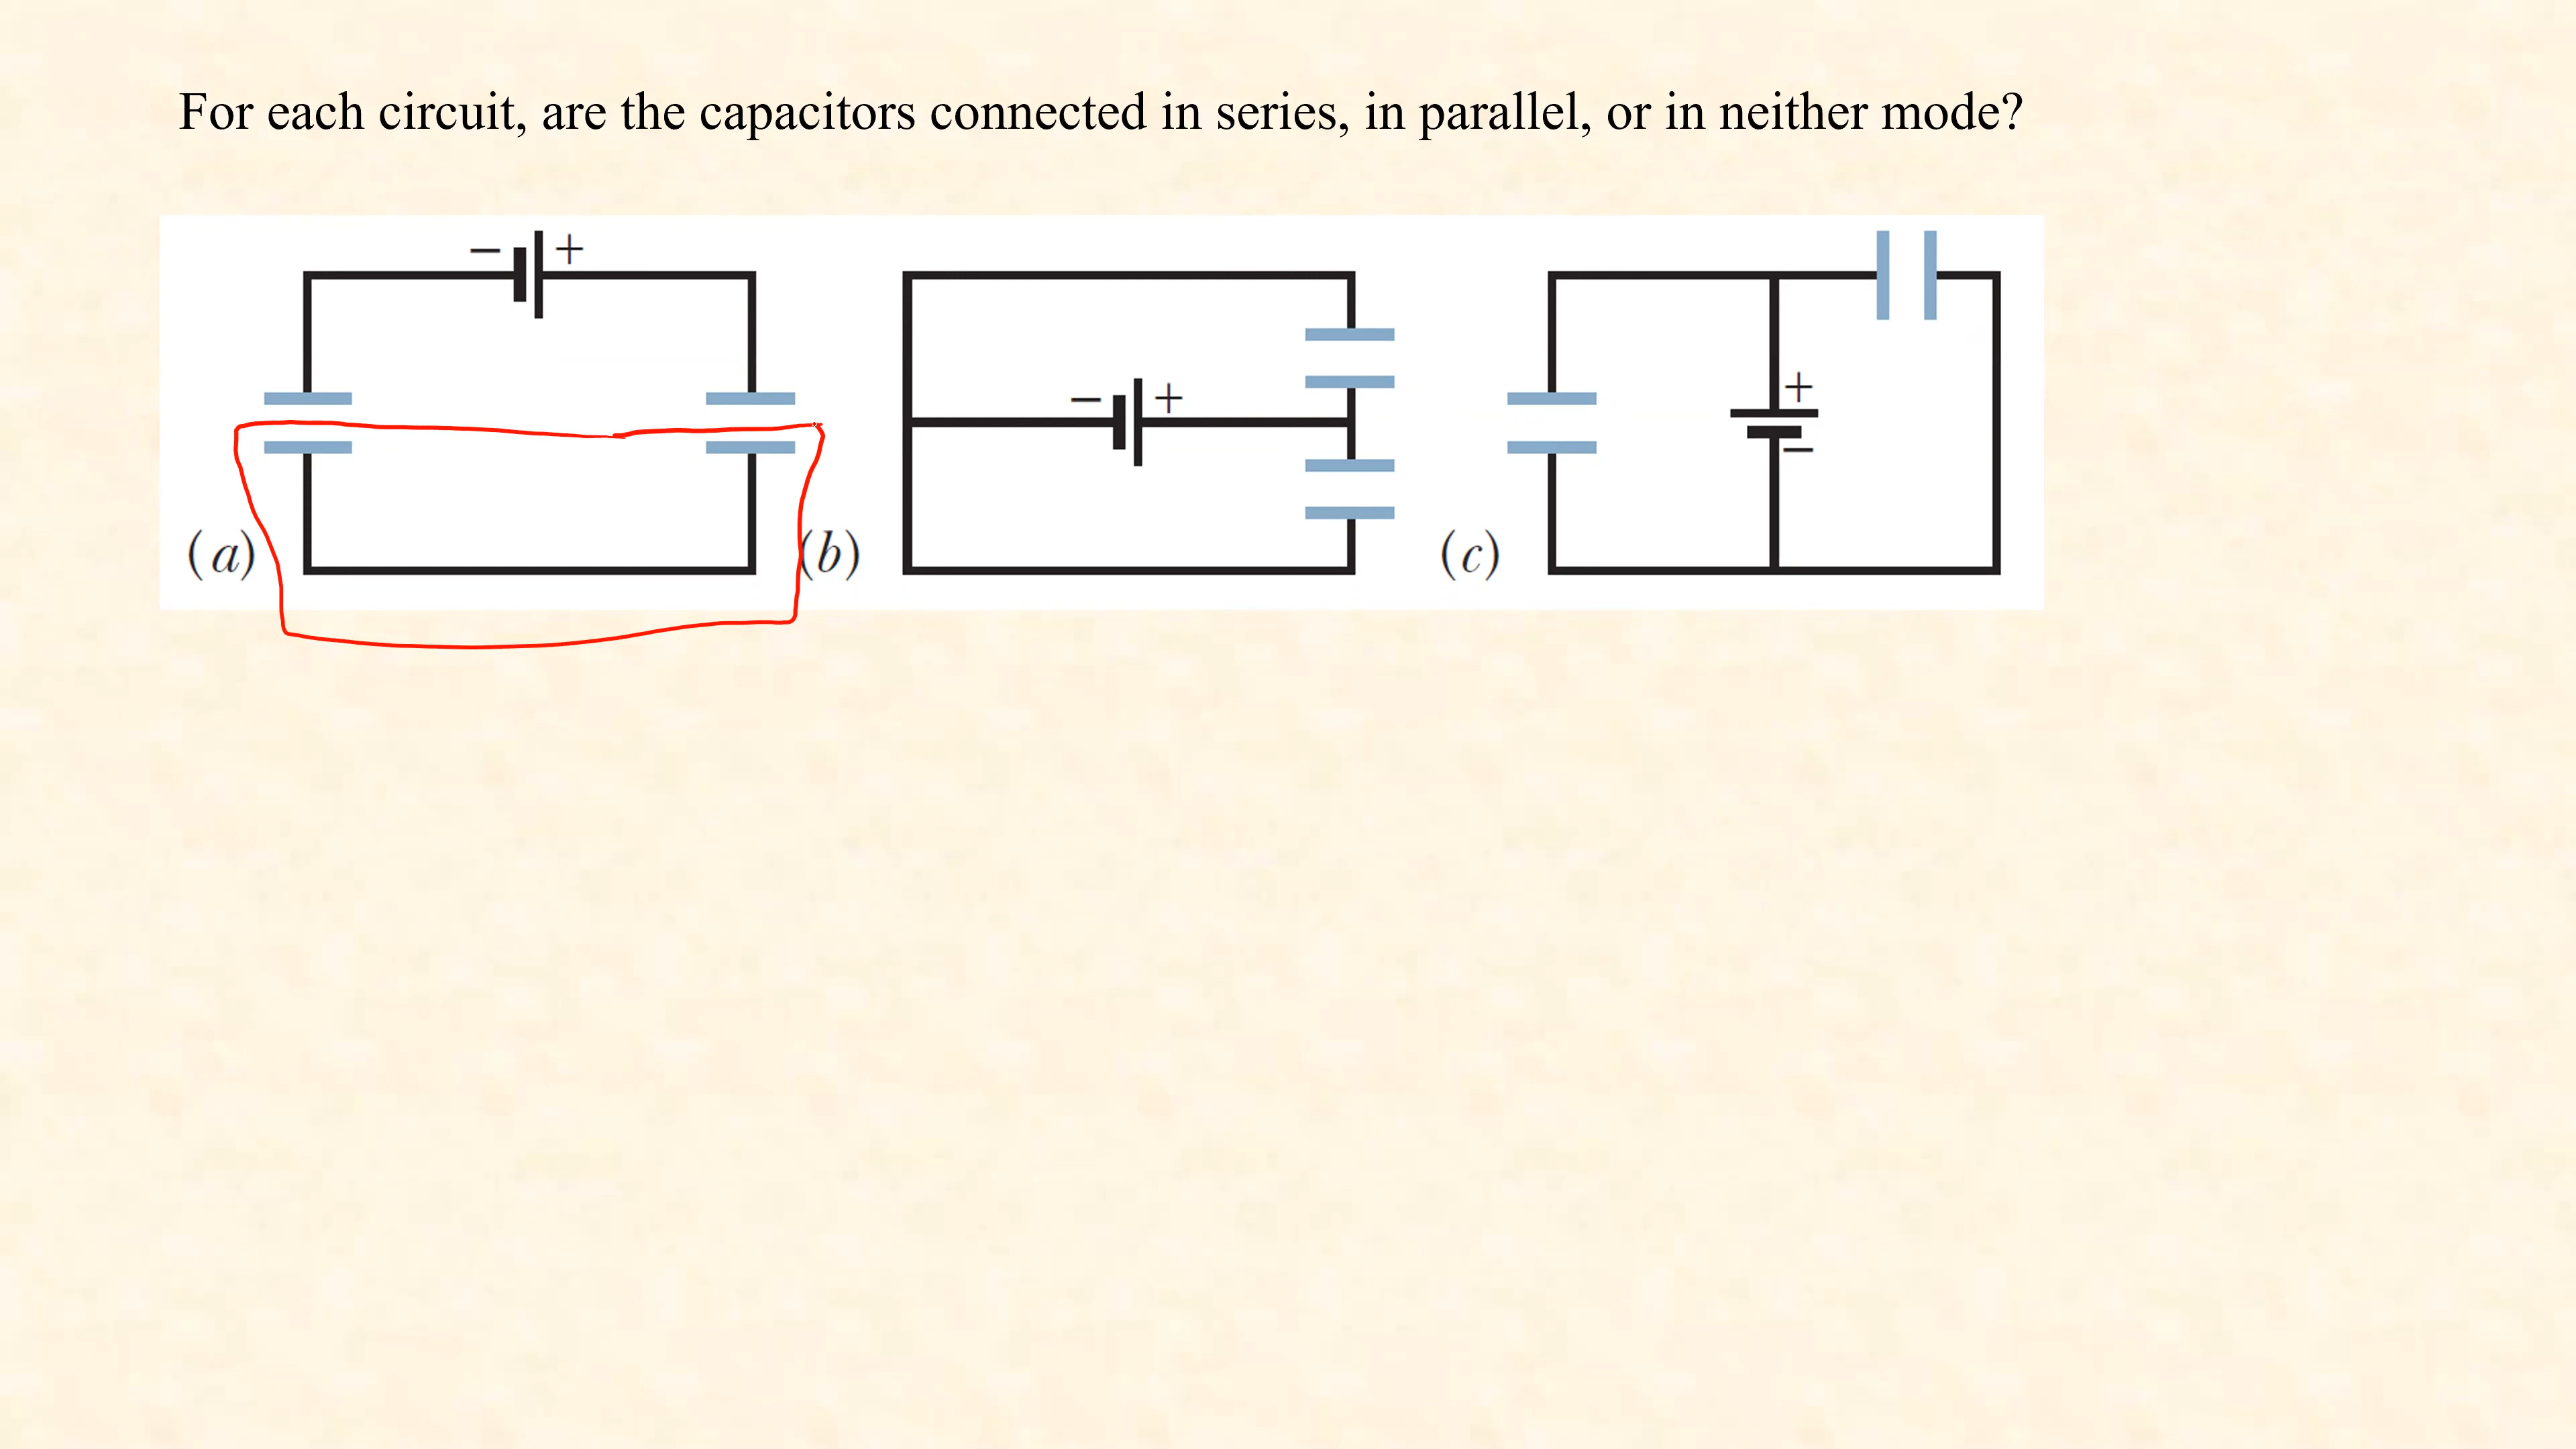 For each circuit, are the capacitors connected in series, in parallel, or in neither mode?
− +
(a)
− +
(b)
+
−
(c)